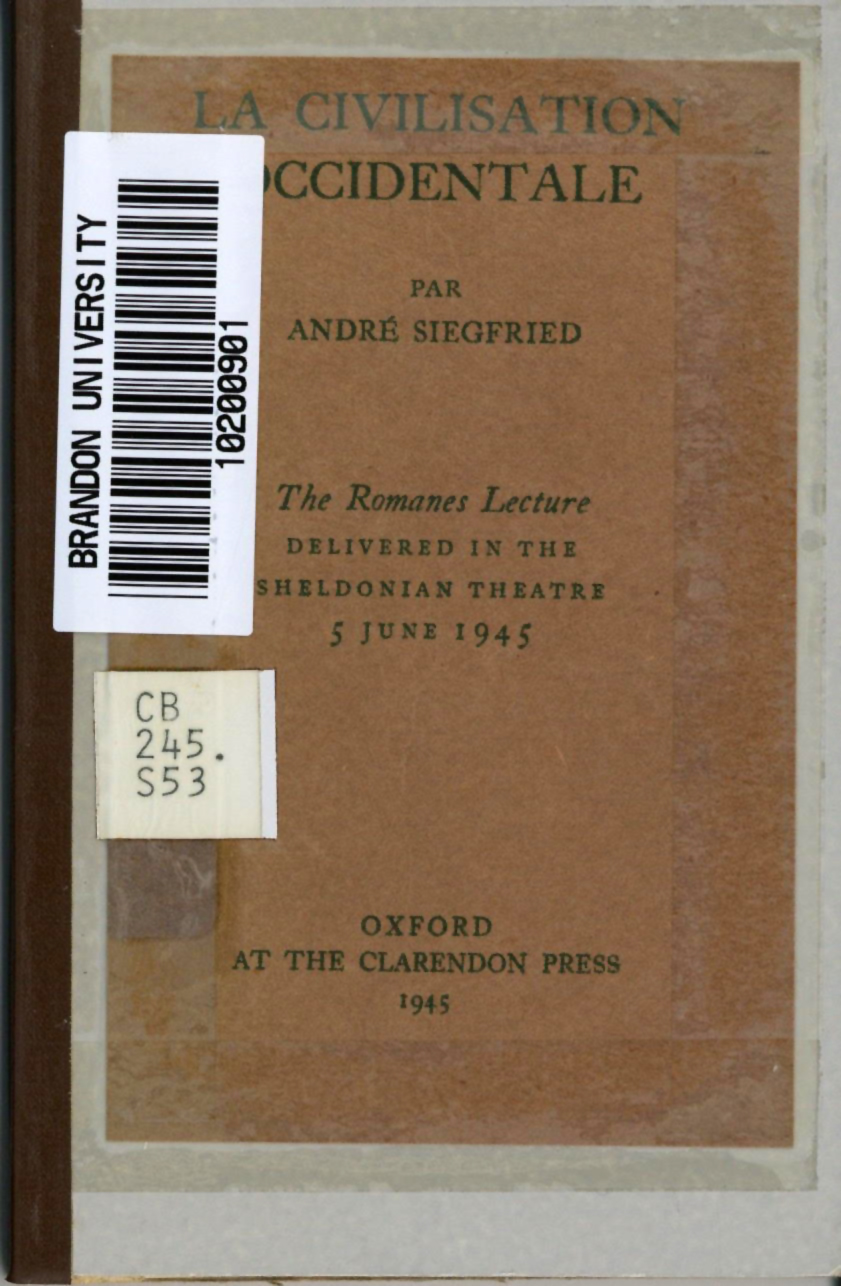 LA CIVILISATION
OCCIDENTALE
PAR
ANDRÉ SIEGFRIED
The Romanes Lecture
DELIVERED IN THE
SHELDONIAN THEATRE
5 JUNE 1945
OXFORD
AT THE CLARENDON PRESS
1945
BRANDON UNIVERSITY
10200901
CB
245.
S53